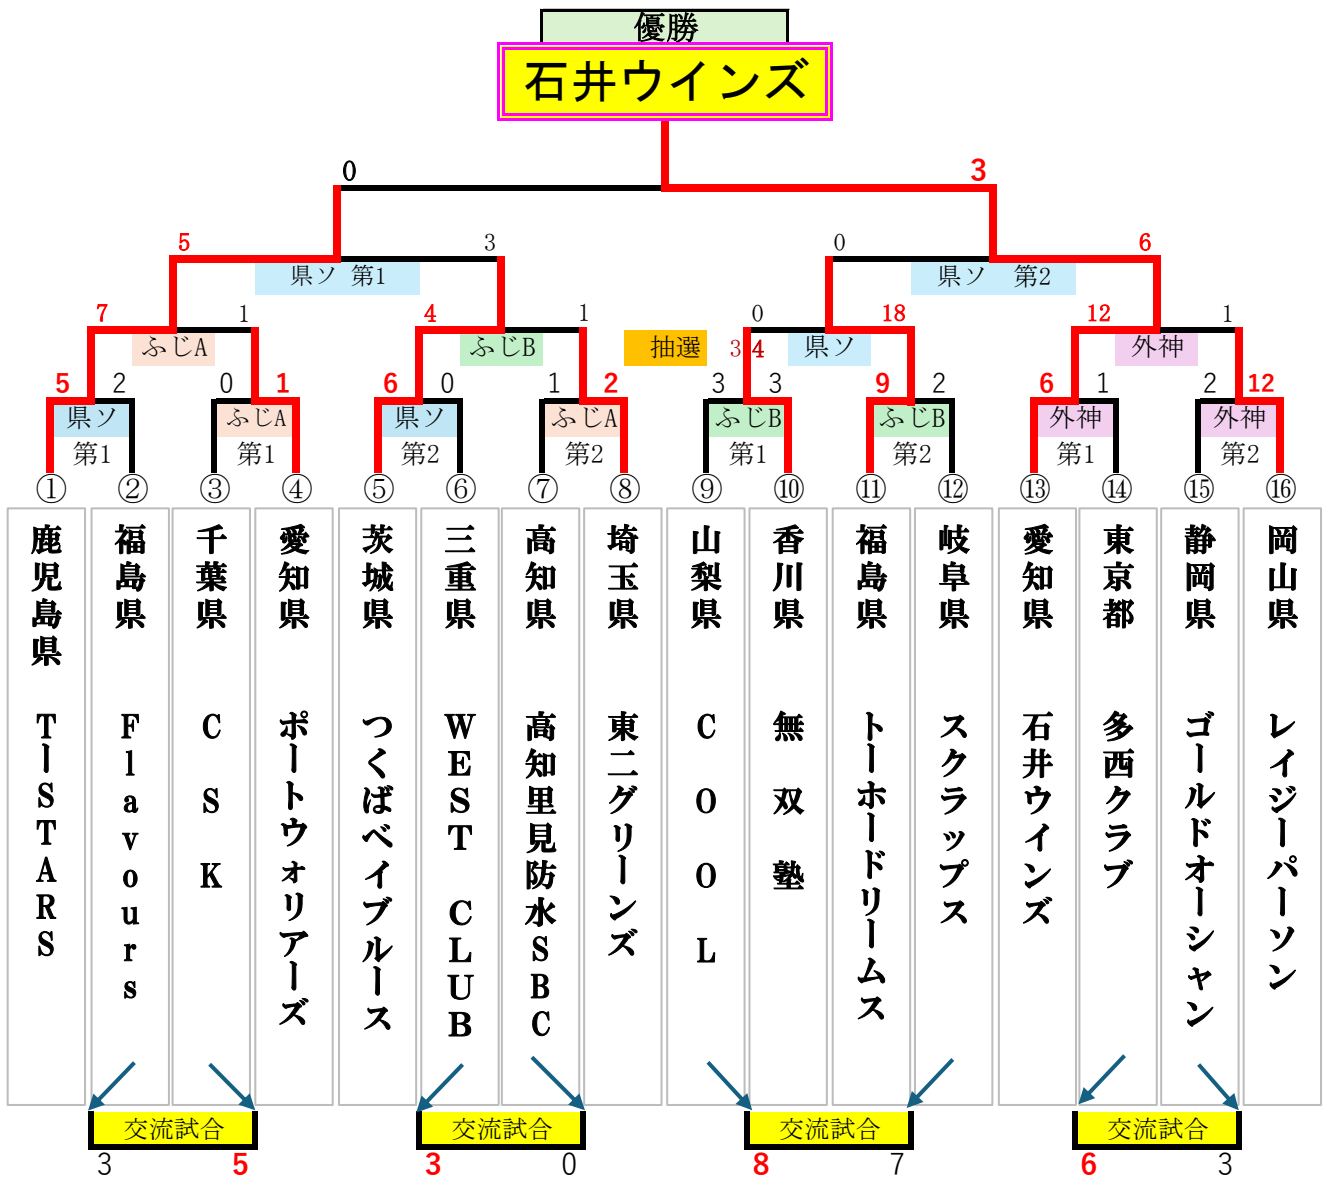 優勝
石井ウインズ
0
3
5
3
0
6
県ソ 第1
県ソ 第2
7
1
4
1
0
18
12
1
ふじA
ふじB
抽選
3
4
県ソ
外神
5
2
0
1
6
0
1
2
3
3
9
2
6
1
2
12
県ソ
ふじA
県ソ
ふじA
ふじB
ふじB
外神
外神
第1
第1
第2
第2
第1
第2
第1
第2
①
②
③
④
⑤
⑥
⑦
⑧
⑨
⑩
⑪
⑫
⑬
⑭
⑮
⑯
鹿児島県 TーSTARS
福島県 Flavours
千葉県 CSK
愛知県 ポートウォリアーズ
茨城県 つくばベイブルース
三重県 WEST CLUB
高知県 高知里見防水SBC
埼玉県 東二グリーンズ
山梨県 COOL
香川県 無双塾
福島県 トーホードリームス
岐阜県 スクラップス
愛知県 石井ウインズ
東京都 多西クラブ
静岡県 ゴールドオーシャン
岡山県 レイジーパーソン
交流試合
交流試合
交流試合
交流試合
3
5
3
0
8
7
6
3